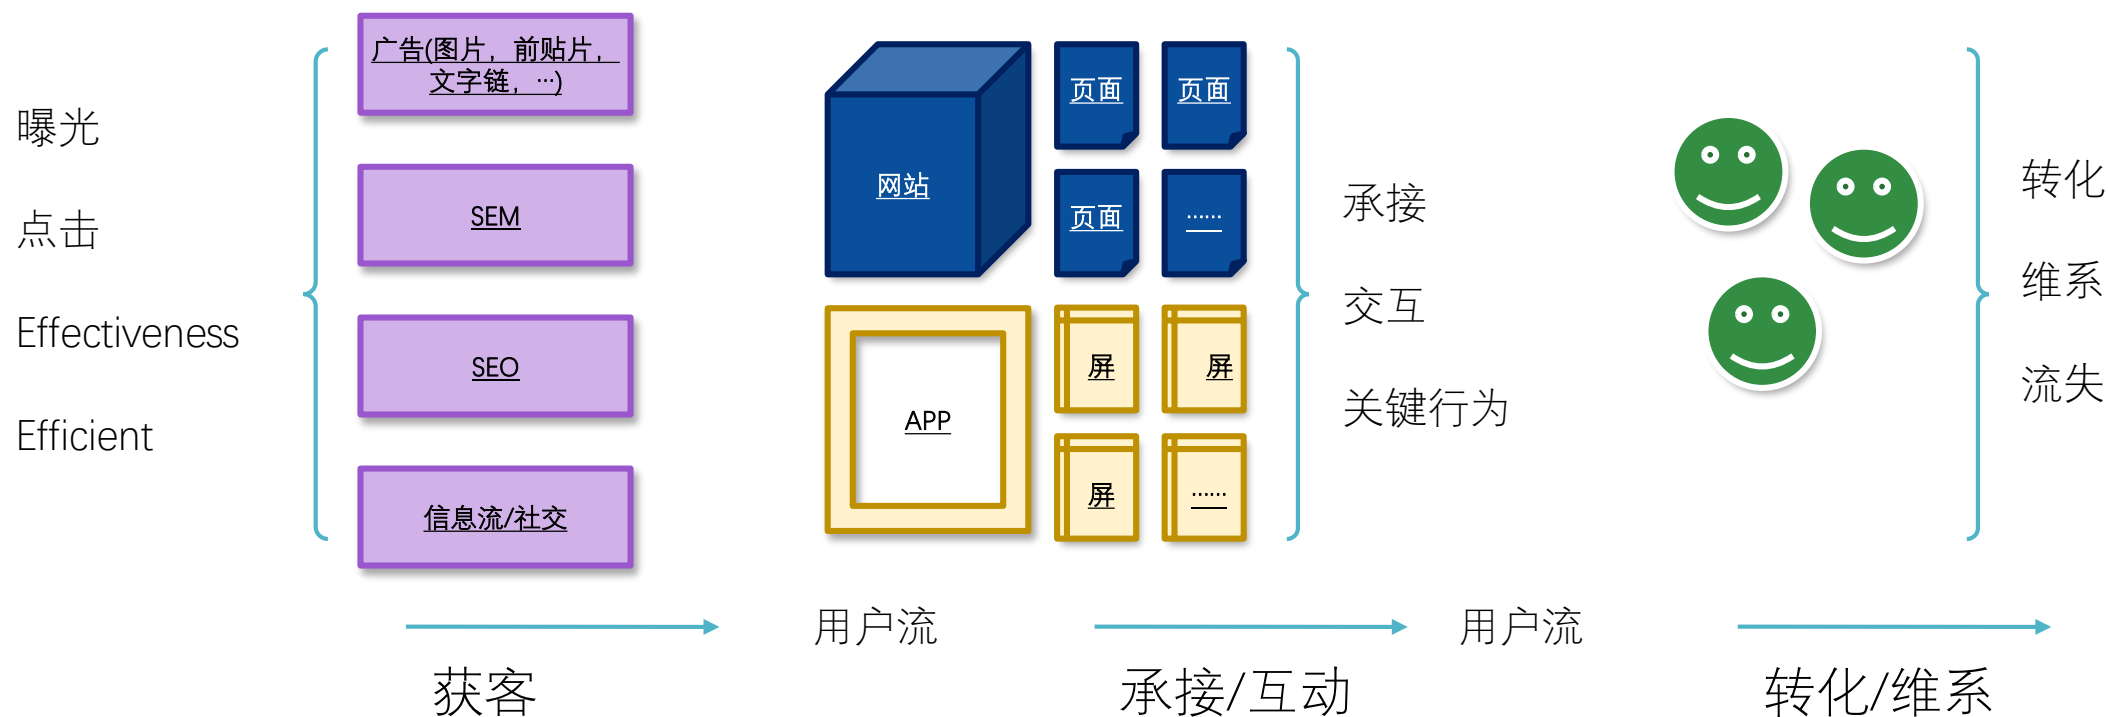 曝光
点击
Effectiveness
Efficient
广告(图片，前贴片，
文字链，…)
SEM
SEO
信息流/社交
网站
页面
页面
页面
……
APP
屏
屏
屏
……
承接
交互
关键行为
转化
维系
流失
用户流
用户流
获客
承接/互动
转化/维系